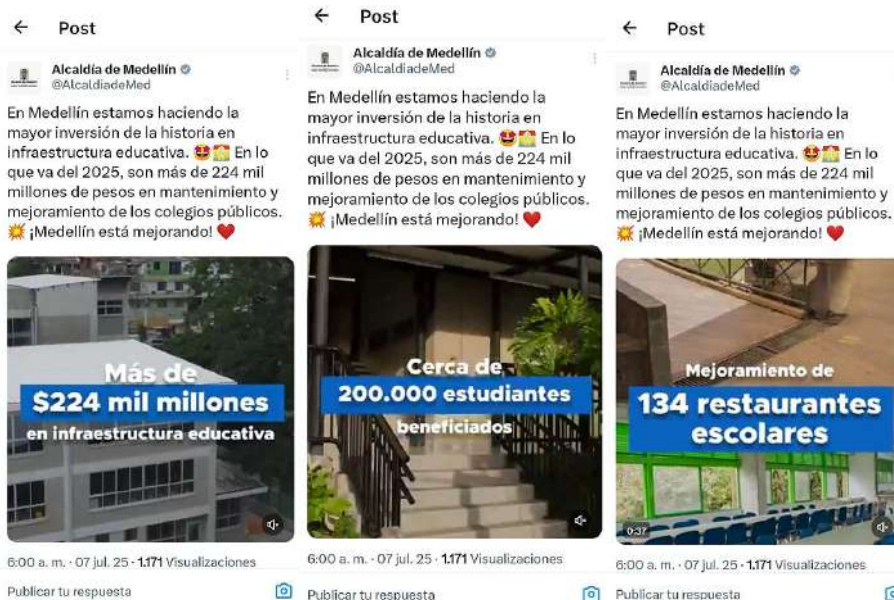 Post
Alcaldía de Medellín
@AlcaldiadeMed
En Medellín estamos haciendo la
mayor inversión de la historia en
infraestructura educativa. 🤩🌅 En lo
que va del 2025, son más de 224 mil
millones de pesos en mantenimiento y
mejoramiento de los colegios públicos.
💥 ¡Medellín está mejorando! ❤️
Más de
$224 mil millones
en infraestructura educativa
6:00 a. m. · 07 jul. 25 · 1.171 Visualizaciones
Publicar tu respuesta
Post
Alcaldía de Medellín
@AlcaldiadeMed
En Medellín estamos haciendo la
mayor inversión de la historia en
infraestructura educativa. 🤩🌅 En lo
que va del 2025, son más de 224 mil
millones de pesos en mantenimiento y
mejoramiento de los colegios públicos.
💥 ¡Medellín está mejorando! ❤️
Cerca de
200.000 estudiantes
beneficiados
6:00 a. m. · 07 jul. 25 · 1.171 Visualizaciones
Publicar tu respuesta
Post
Alcaldía de Medellín
@AlcaldiadeMed
En Medellín estamos haciendo la
mayor inversión de la historia en
infraestructura educativa. 🤩🌅 En lo
que va del 2025, son más de 224 mil
millones de pesos en mantenimiento y
mejoramiento de los colegios públicos.
💥 ¡Medellín está mejorando! ❤️
Mejoramiento de
134 restaurantes
escolares
0:37
6:00 a. m. · 07 jul. 25 · 1.171 Visualizaciones
Publicar tu respuesta